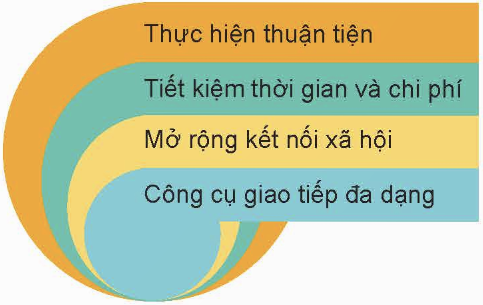 Thực hiện thuận tiện
Tiết kiệm thời gian và chi phí
Mở rộng kết nối xã hội
Công cụ giao tiếp đa dạng